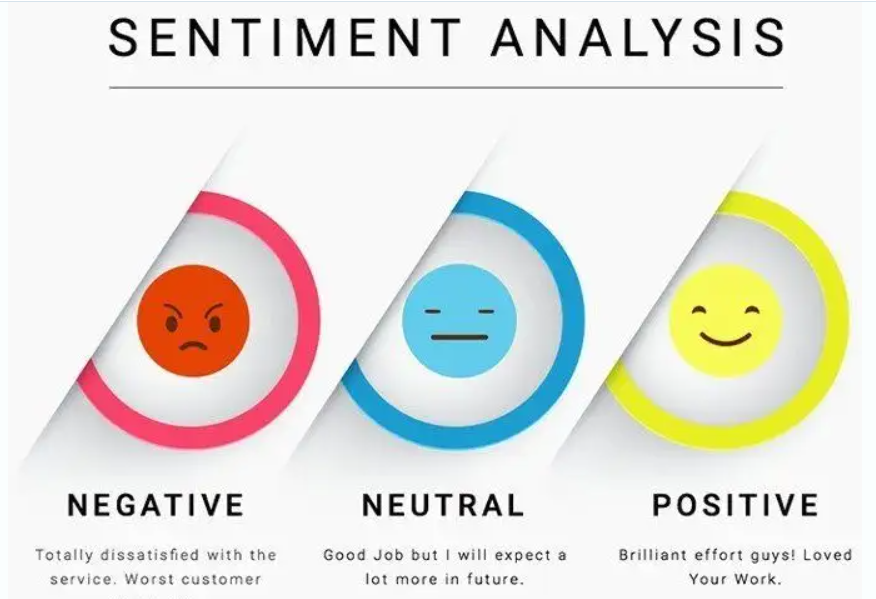 SENTIMENT ANALYSIS
NEGATIVE
Totally dissatisfied with the
service. Worst customer
NEUTRAL
Good Job but I will expect a
lot more in future.
POSITIVE
Brilliant effort guys! Loved
Your Work.